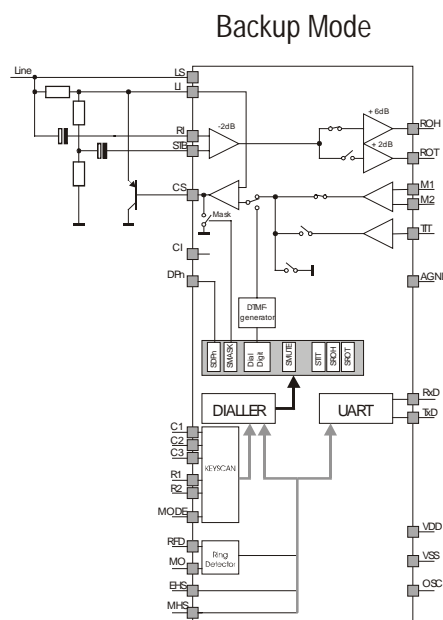 Backup Mode
Line
LS
LI
RI
STB
CS
CI
DPn
-2dB
+6dB
+2dB
ROH
ROT
M1
M2
TIT
AGND
Mask
DTMF
generator
SDPn
SMASK
Dial
Digit
SMUTE
STIT
SROH
SROT
DIALLER
UART
RxD
TxD
C1
C2
C3
R1
R2
MODE
KEYSCAN
RFD
MO
EHS
MHS
Ring
Detector
VDD
VSS
OSC